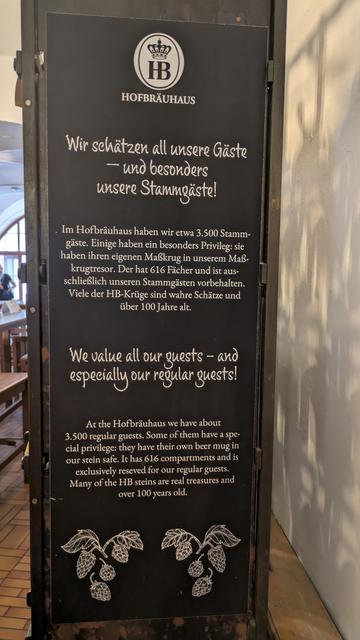 HB
HOFBRÄUHAUS
Wir schätzen all unsere Gäste
– und besonders
unsere Stammgäste!
Im Hofbräuhaus haben wir etwa 3.500 Stamm-
gäste. Einige haben ein besonders Privileg: sie
haben ihren eigenen Maßkrug in unserem Maß-
krugtresor. Der hat 616 Fächer und ist aus-
schließlich unseren Stammgästen vorbehalten.
Viele der HB-Krüge sind wahre Schätze und
über 100 Jahre alt.
We value all our guests – and
especially our regular guests!
At the Hofbräuhaus we have about
3.500 regular guests. Some of them have a spe-
cial privilege: they have their own beer mug in
our stein safe. It has 616 compartments and is
exclusively reseved for our regular guests.
Many of the HB steins are real treasures and
over 100 years old.